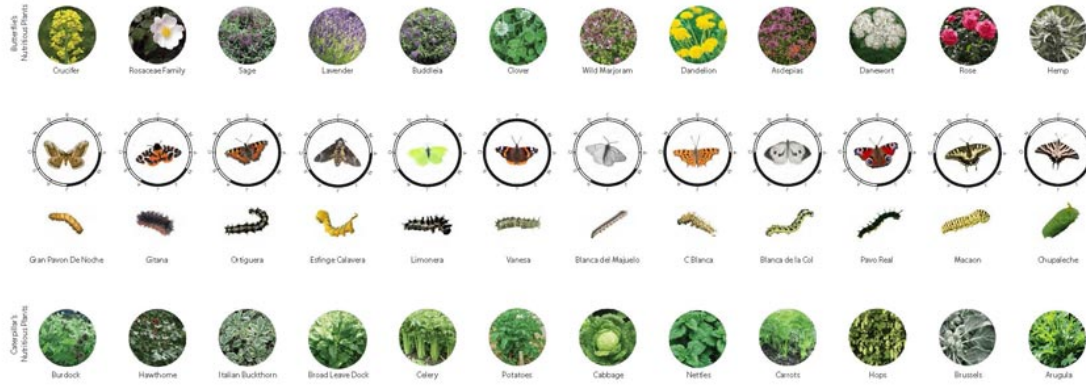 Butterfly's
Nutritious Plants
Crucifer Rosaceae Family Sage Lavender Buddleia Clover Wild Marjoram Dandelion Asclepias Danewort Rose Hemp
Gran Pavon De Noche Gitana Ortiguera Esfinge Calavera Limonera Vanesa Blanca del Majuelo C Blanca Blanca de la Col Pavo Real Macaon Chupaleche
Caterpillar's
Nutritious Plants
Burdock Hawthorne Italian Buckthorn Broad Leave Dock Celery Potatoes Cabbage Nettles Carrots Hops Brussels Arugula